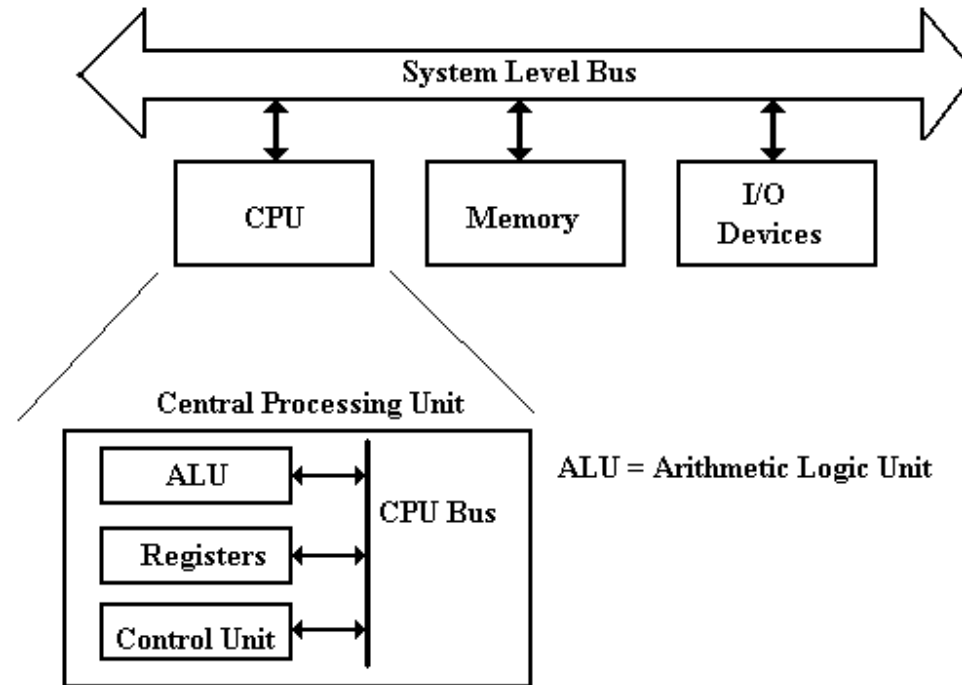 System Level Bus
CPU
Memory
I/O
Devices
Central Processing Unit
ALU
ALU = Arithmetic Logic Unit
CPU Bus
Registers
Control Unit